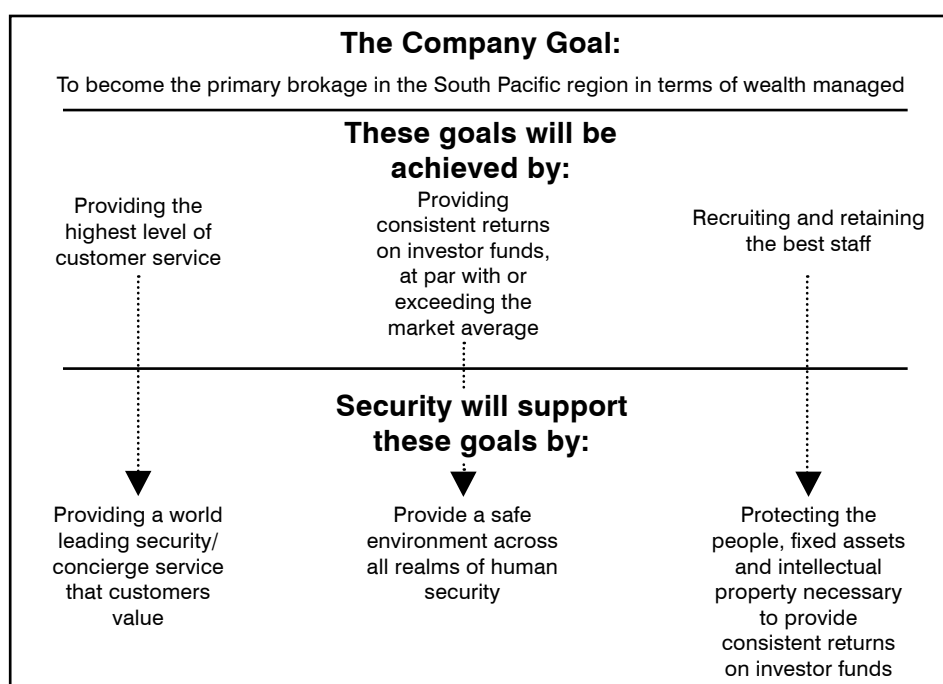 The Company Goal:
To become the primary brokage in the South Pacific region in terms of wealth managed
These goals will be
achieved by:
Providing the
highest level of
customer service
Providing
consistent returns
on investor funds,
at par with or
exceeding the
market average
Recruiting and retaining
the best staff
Security will support
these goals by:
Providing a world
leading security/
concierge service
that customers
value
Provide a safe
environment across
all realms of human
security
Protecting the
people, fixed assets
and intellectual
property necessary
to provide
consistent returns
on investor funds